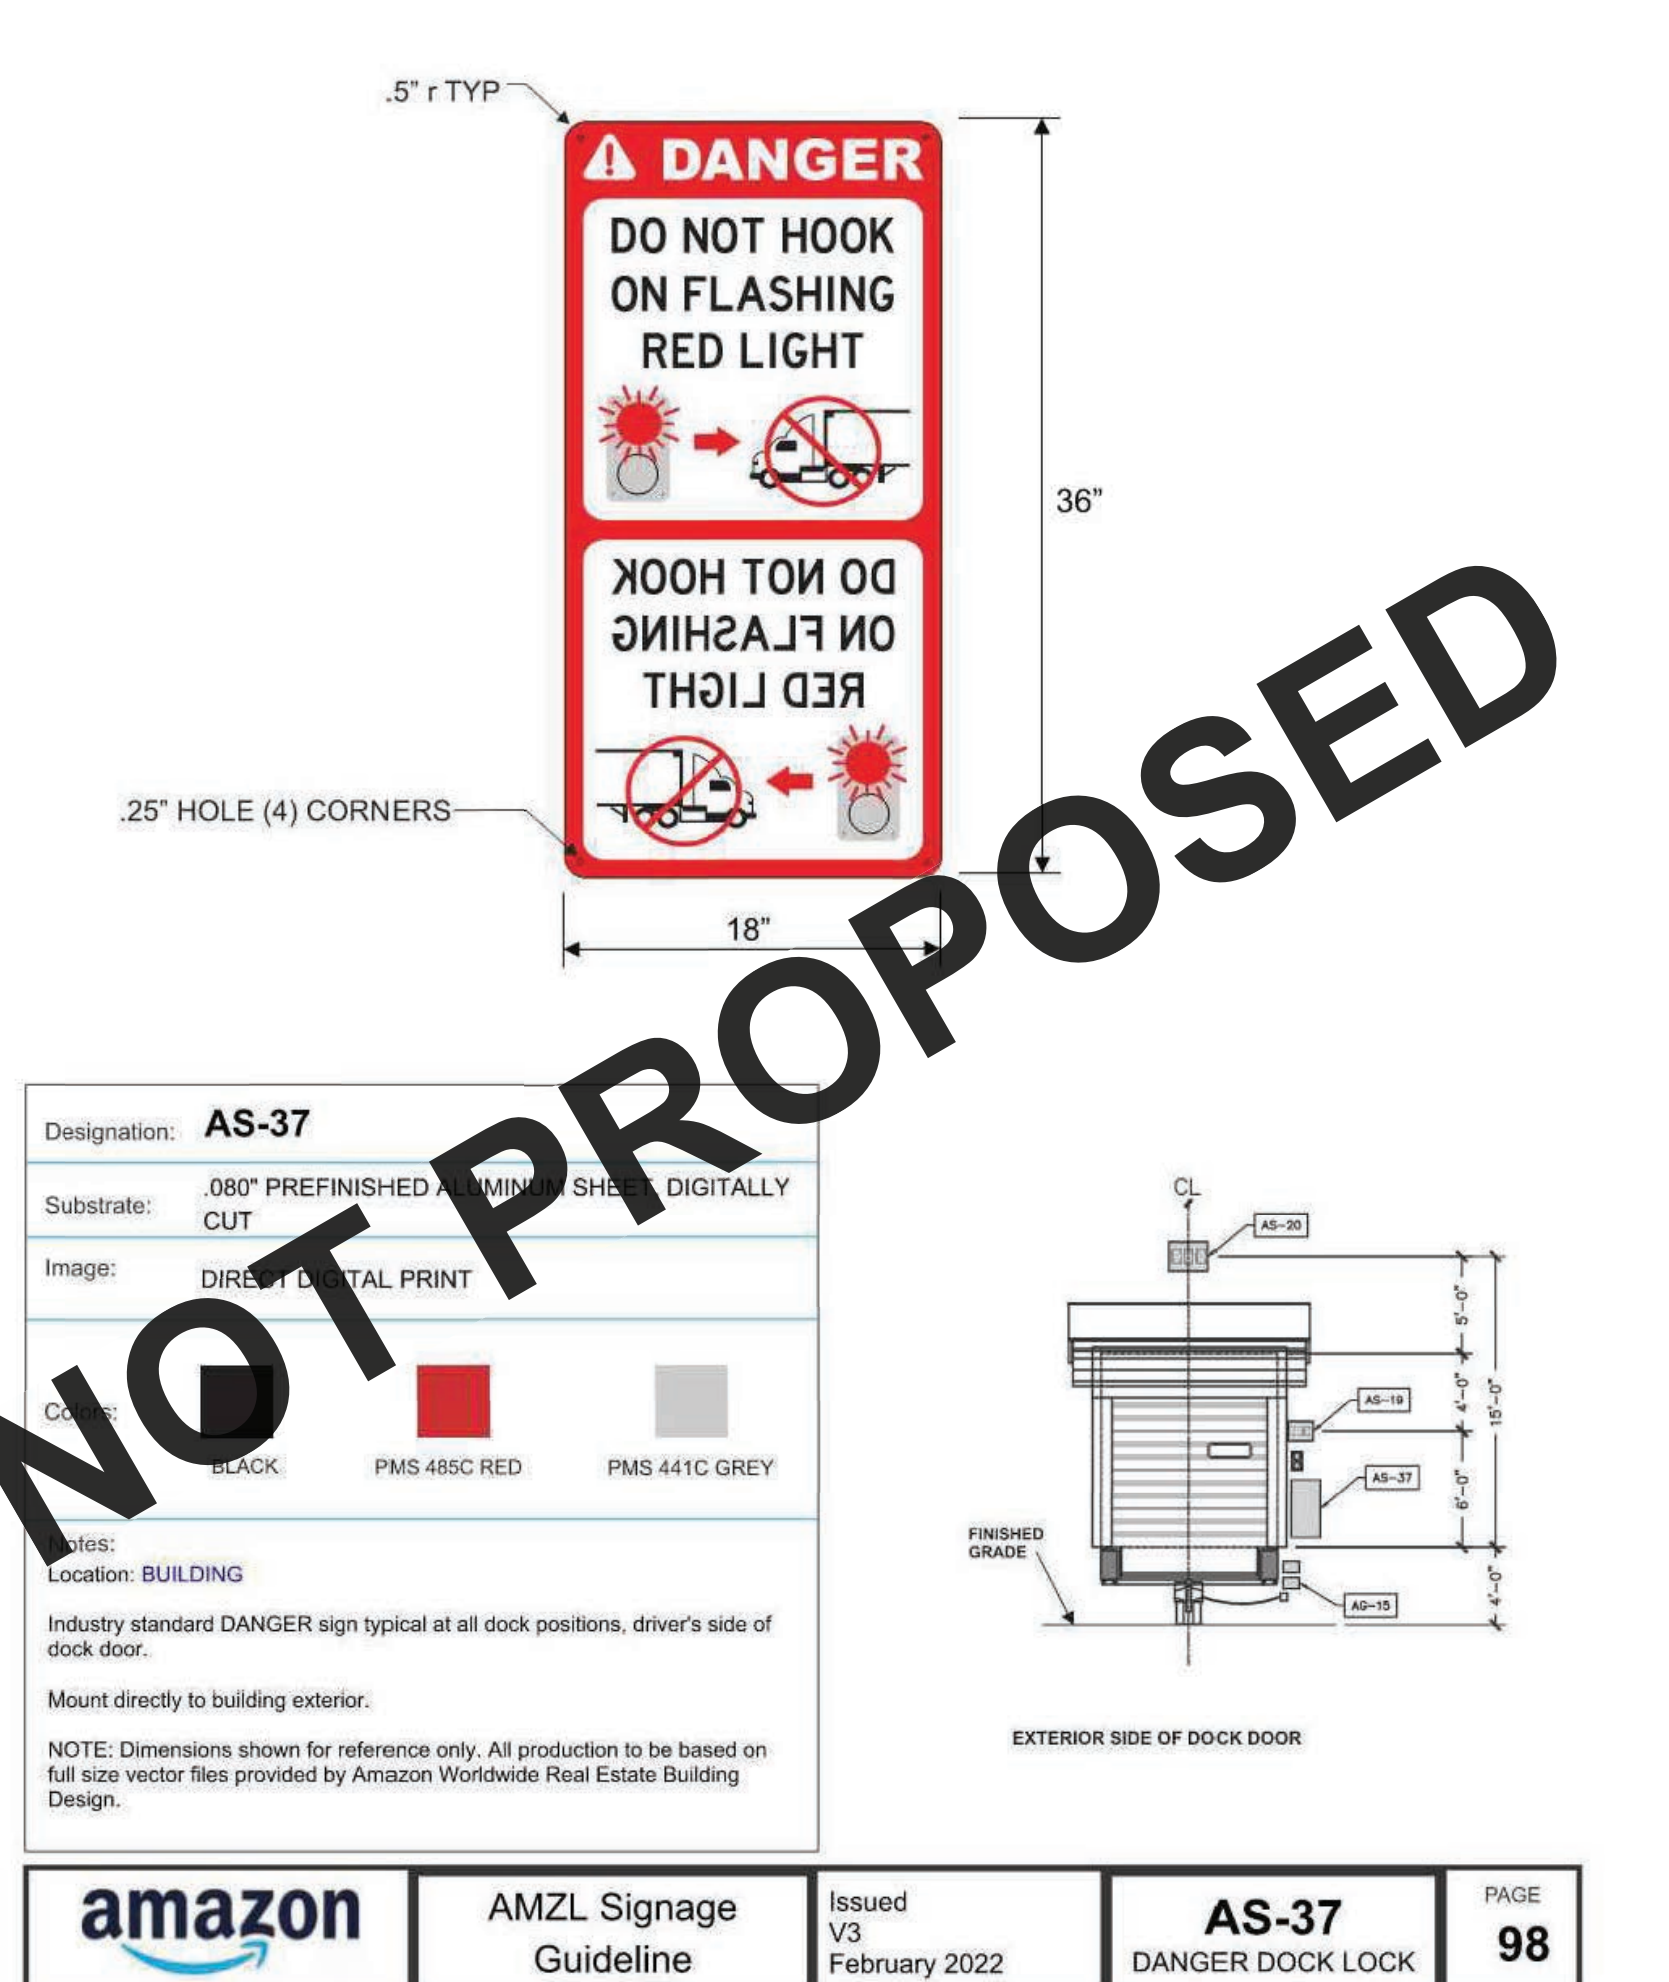 .5" r TYP
DANGER
DO NOT HOOK
ON FLASHING
RED LIGHT
36"
DO NOT HOOK
ON FLASHING
RED LIGHT
.25" HOLE (4) CORNERS
18"
NOT PROPOSED
Designation: AS-37
Substrate: .080" PREFINISHED ALUMINUM SHEET, DIGITALLY
CUT
Image: DIRECT DIGITAL PRINT
Colors:
BLACK PMS 485C RED PMS 441C GREY
Notes:
Location: BUILDING
Industry standard DANGER sign typical at all dock positions, driver's side of
dock door.
Mount directly to building exterior.
NOTE: Dimensions shown for reference only. All production to be based on
full size vector files provided by Amazon Worldwide Real Estate Building
Design.
CL
AS-20
5'-0"
4'-0"
15'-0"
AS-19
AS-37
6'-0"
FINISHED
GRADE
4'-0"
AG-15
EXTERIOR SIDE OF DOCK DOOR
amazon
AMZL Signage
Guideline
Issued
V3
February 2022
AS-37
DANGER DOCK LOCK
PAGE
98